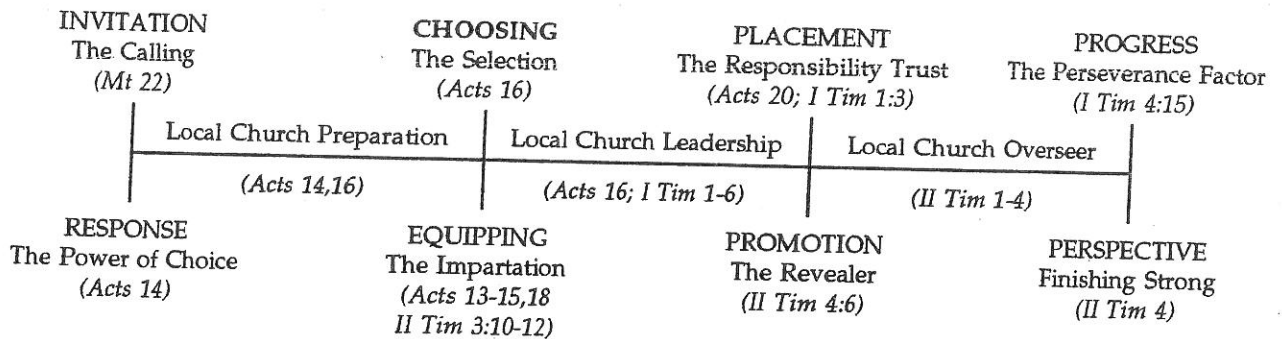 INVITATION
The Calling
(Mt 22)
CHOOSING
The Selection
(Acts 16)
PLACEMENT
The Responsibility Trust
(Acts 20; I Tim 1:3)
PROGRESS
The Perseverance Factor
(I Tim 4:15)
Local Church Preparation
(Acts 14,16)
Local Church Leadership
(Acts 16; I Tim 1-6)
Local Church Overseer
(II Tim 1-4)
RESPONSE
The Power of Choice
(Acts 14)
EQUIPPING
The Impartation
(Acts 13-15,18
II Tim 3:10-12)
PROMOTION
The Revealer
(II Tim 4:6)
PERSPECTIVE
Finishing Strong
(II Tim 4)